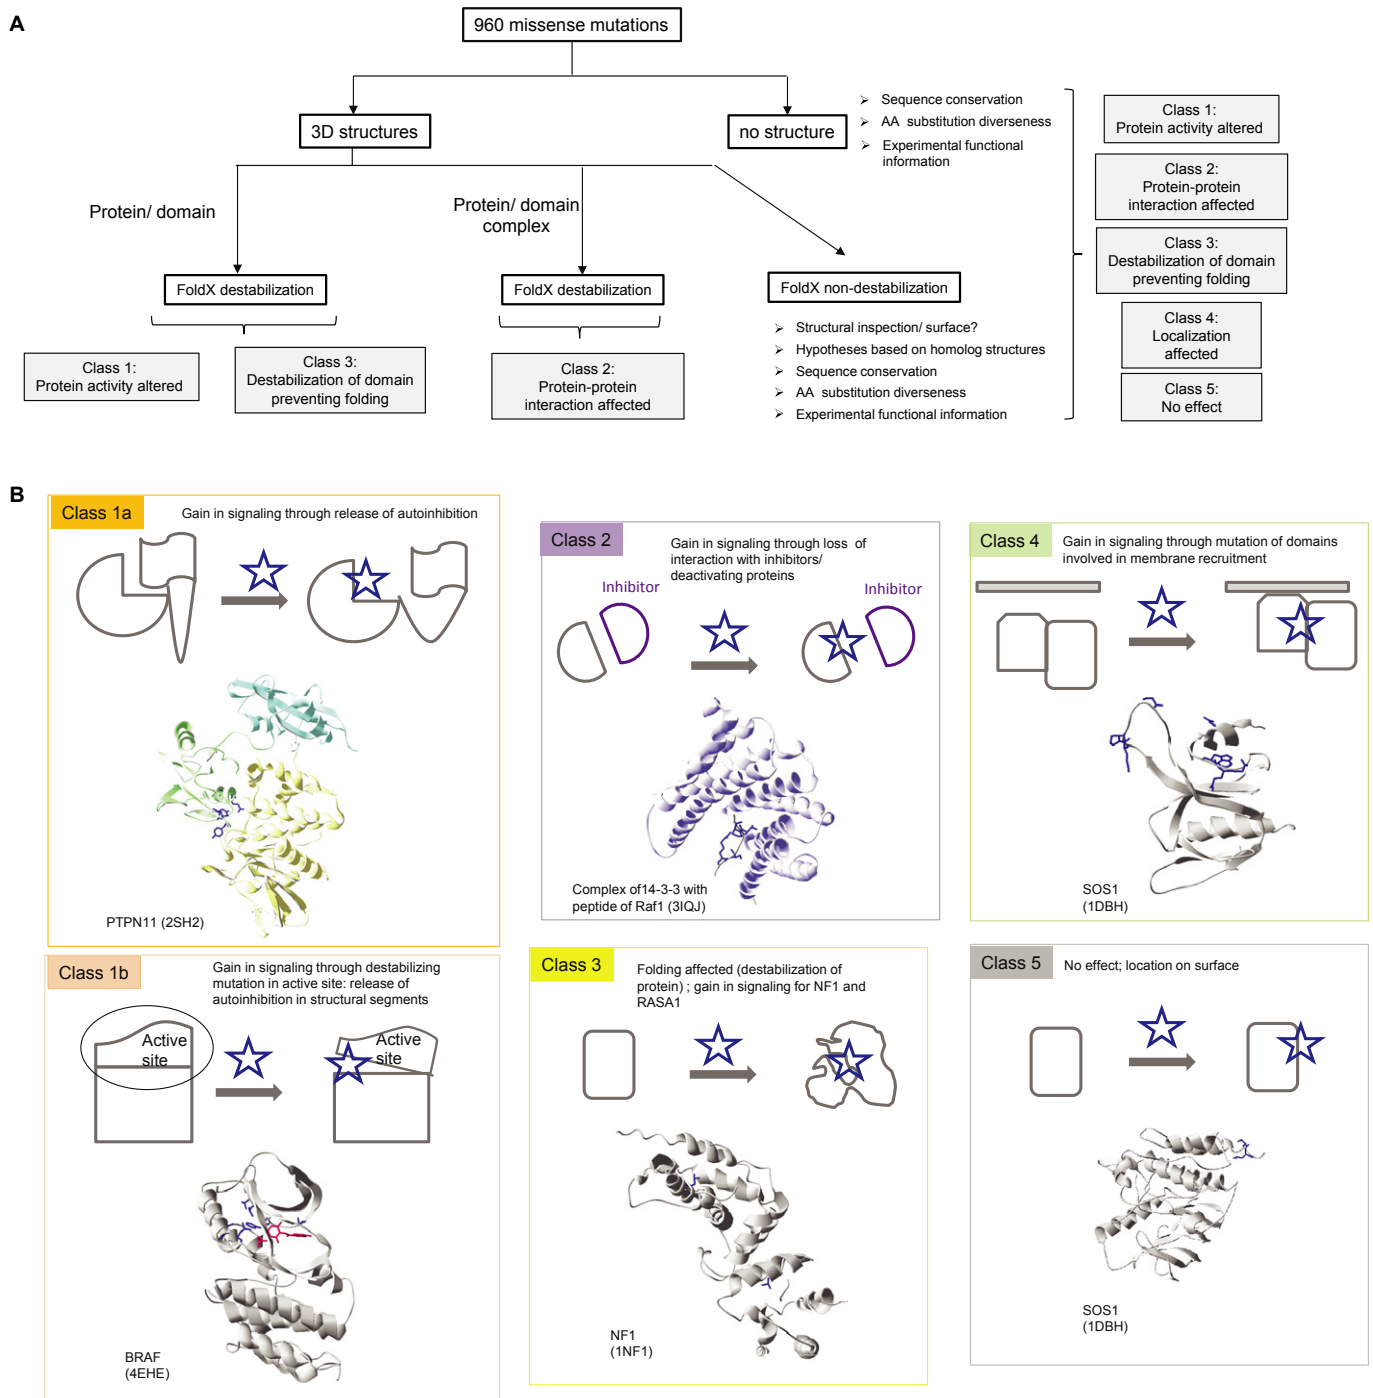 A
960 missense mutations
3D structures
no structure
➢ Sequence conservation
➢ AA substitution diverseness
➢ Experimental functional
information
Class 1:
Protein activity altered
Class 2:
Protein-protein
interaction affected
Class 3:
Destabilization of domain
preventing folding
Class 4:
Localization
affected
Class 5:
No effect
Protein/ domain
Protein/ domain
complex
FoldX destabilization
FoldX destabilization
FoldX non-destabilization
➢ Structural inspection/ surface?
➢ Hypotheses based on homolog structures
➢ Sequence conservation
➢ AA substitution diverseness
➢ Experimental functional information
Class 1:
Protein activity altered
Class 3:
Destabilization of domain
preventing folding
Class 2:
Protein-protein
interaction affected
B
Class 1a
Gain in signaling through release of autoinhibition
PTPN11 (2SH2)
Class 2
Gain in signaling through loss of
interaction with inhibitors/
deactivating proteins
Inhibitor
Inhibitor
Complex of14-3-3 with
peptide of Raf1 (3IQJ)
Class 4
Gain in signaling through mutation of domains
involved in membrane recruitment
SOS1
(1DBH)
Class 1b
Gain in signaling through destabilizing
mutation in active site: release of
autoinhibition in structural segments
Active
site
Active
site
BRAF
(4EHE)
Class 3
Folding affected (destabilization of
protein) ; gain in signaling for NF1 and
RASA1
NF1
(1NF1)
Class 5
No effect; location on surface
SOS1
(1DBH)